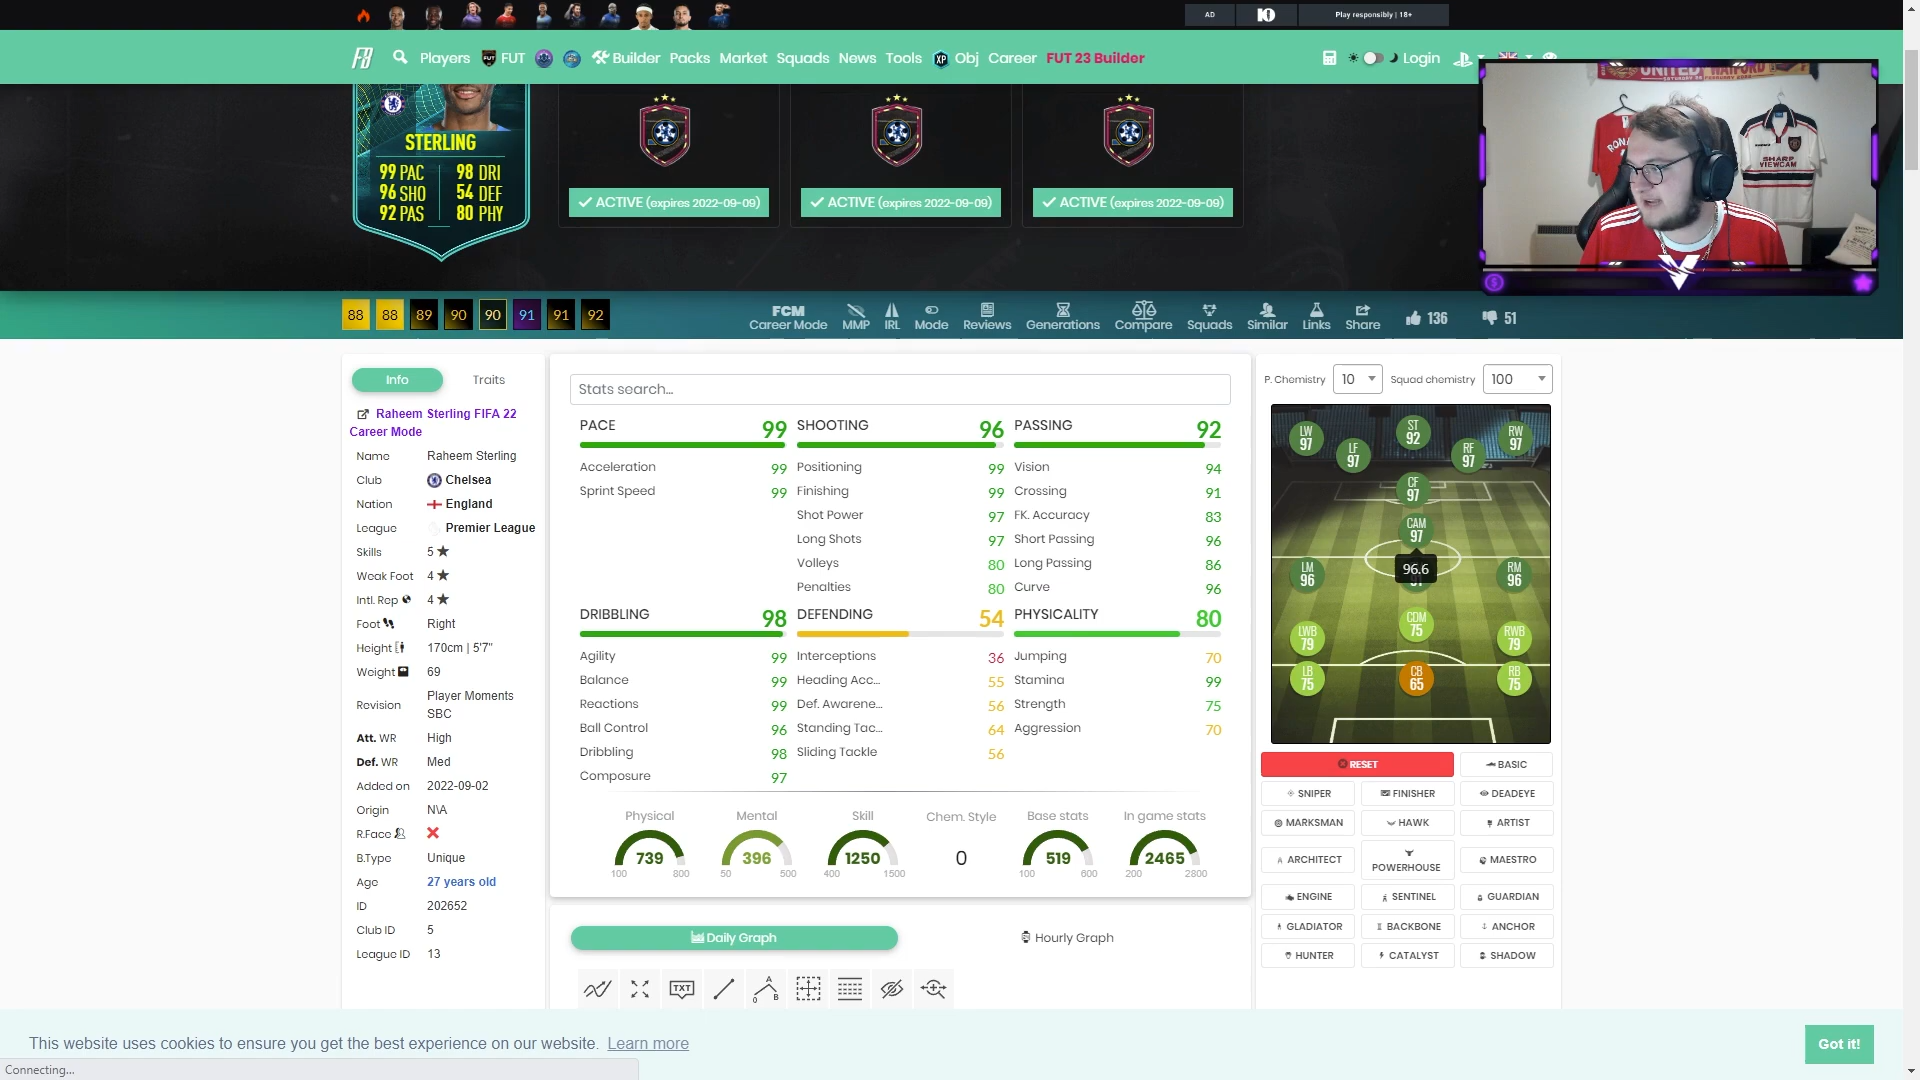 AD
Play responsibly | 18+
Players
FUT
Builder
Packs
Market
Squads
News
Tools
XP
Obj
Career
FUT 23 Builder
Login
STERLING
99 PAC
98 DRI
96 SHO
54 DEF
92 PAS
80 PHY
ACTIVE (expires 2022-09-09)
ACTIVE (expires 2022-09-09)
ACTIVE (expires 2022-09-09)
UNITED
WATFORD
SHARP
VIEWCAM
88
88
89
90
90
91
91
92
FCM
Career Mode
MMP
IRL
Mode
Reviews
Generations
Compare
Squads
Similar
Links
Share
136
51
Info
Traits
Raheem Sterling FIFA 22
Career Mode
Name Raheem Sterling
Club Chelsea
Nation England
League Premier League
Skills 5
Weak Foot 4
Intl. Rep 4
Foot Right
Height 170cm | 5'7"
Weight 69
Revision Player Moments
SBC
Att. WR High
Def. WR Med
Added on 2022-09-02
Origin N\A
R.Face
B.Type Unique
Age 27 years old
ID 202652
Club ID 5
League ID 13
Stats search...
PACE 99
Acceleration 99
Sprint Speed 99
SHOOTING 96
Positioning 99
Finishing 99
Shot Power 97
Long Shots 97
Volleys 80
Penalties 80
PASSING 92
Vision 94
Crossing 91
FK. Accuracy 83
Short Passing 96
Long Passing 86
Curve 96
DRIBBLING 98
Agility 99
Balance 99
Reactions 99
Ball Control 96
Dribbling 98
Composure 97
DEFENDING 54
Interceptions 36
Heading Acc... 55
Def. Awarene... 56
Standing Tac... 64
Sliding Tackle 56
PHYSICALITY 80
Jumping 70
Stamina 99
Strength 75
Aggression 70
Physical
739
100 800
Mental
396
50 500
Skill
1250
400 1500
Chem. Style
0
Base stats
519
100 600
In game stats
2465
200 2800
Daily Graph
Hourly Graph
TXT
P. Chemistry 10
Squad chemistry 100
LW
97
LF
97
ST
92
RF
97
RW
97
CF
97
CAM
97
96.6
LM
96
RM
96
LWB
79
CDM
75
RWB
79
LB
75
CB
65
RB
75
RESET
BASIC
SNIPER
FINISHER
DEADEYE
MARKSMAN
HAWK
ARTIST
ARCHITECT
POWERHOUSE
MAESTRO
ENGINE
SENTINEL
GUARDIAN
GLADIATOR
BACKBONE
ANCHOR
HUNTER
CATALYST
SHADOW
This website uses cookies to ensure you get the best experience on our website. Learn more
Got it!
Connecting...